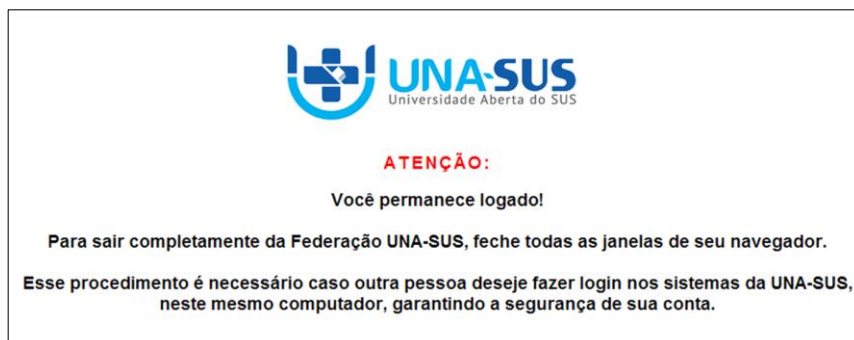 UNA-SUS
Universidade Aberta do SUS
ATENÇÃO:
Você permanece logado!
Para sair completamente da Federação UNA-SUS, feche todas as janelas de seu navegador.
Esse procedimento é necessário caso outra pessoa deseje fazer login nos sistemas da UNA-SUS,
neste mesmo computador, garantindo a segurança de sua conta.